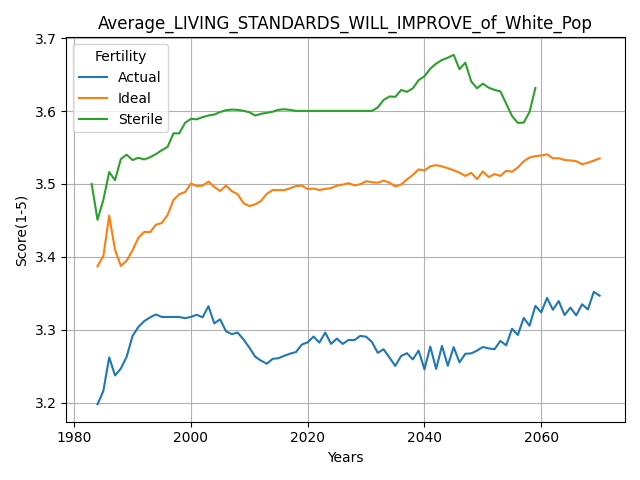 Average_LIVING_STANDARDS_WILL_IMPROVE_of_White_Pop
3.7
3.6
3.5
3.4
3.3
3.2
Score(1-5)
Fertility
Actual
Ideal
Sterile
1980
2000
2020
2040
2060
Years